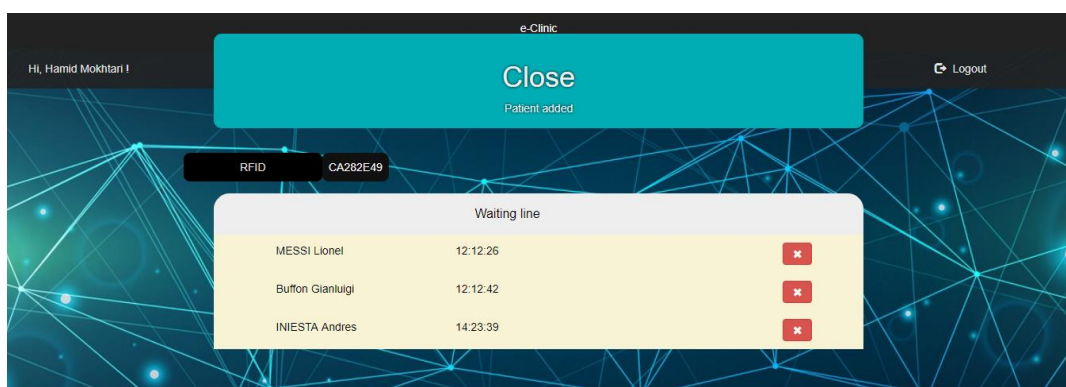 e-Clinic
Hi, Hamid Mokhtari !
Close
Logout
Patient added
RFID CA282E49
Waiting line
MESSI Lionel 12:12:26
Buffon Gianluigi 12:12:42
INIESTA Andres 14:23:39